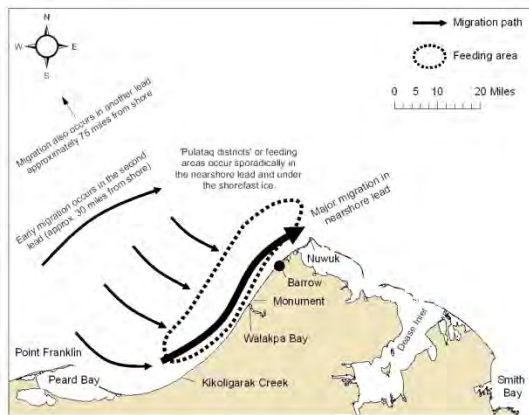 N
W E
S
Migration path
Feeding area
0 5 10 20 Miles
Migration also occurs in another lead
approximately 75 miles from shore
Early migration occurs in the second
lead (approx. 30 miles from shore)
'Pulataq districts' or feeding
areas occur sporadically in
the nearshore lead and under
the shorefast ice.
Major migration in
nearshore lead
Nuwuk
Barrow
Monument
Walakpa Bay
Dease Inlet
Point Franklin
Peard Bay
Kikoligarak Creek
Smith
Bay